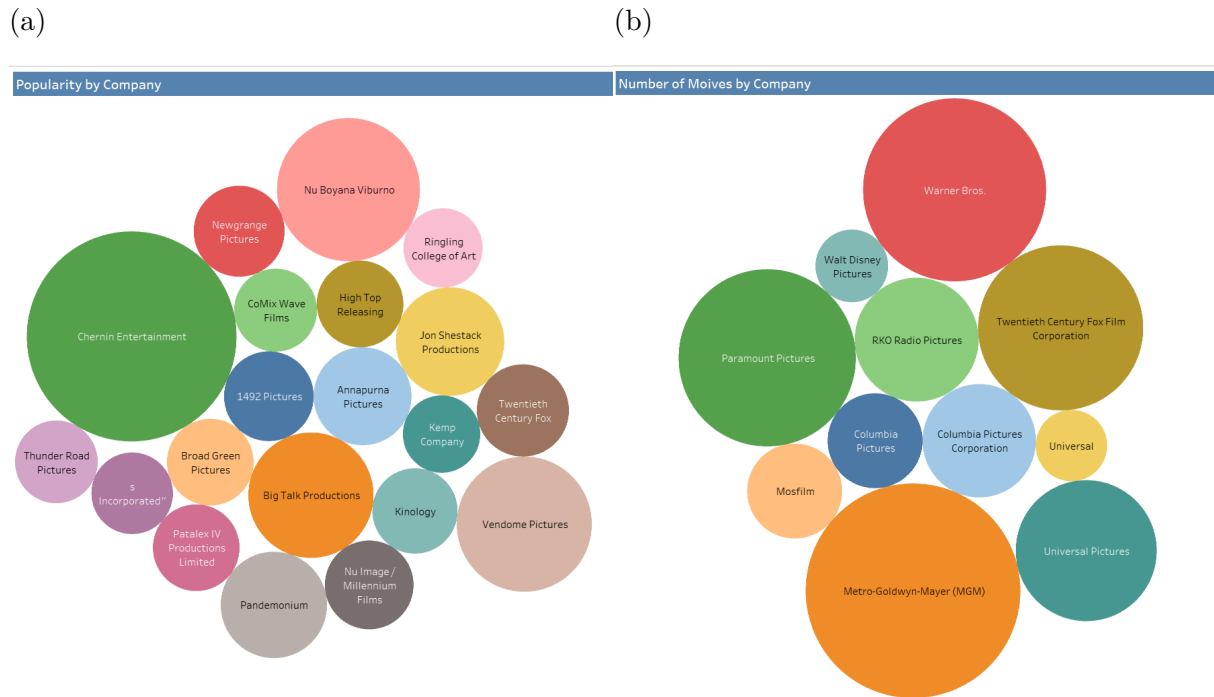 (a)
(b)
Popularity by Company
Number of Moives by Company
Nu Boyana Viburno
Newgrange
Pictures
Ringling
College of Art
CoMix Wave
Films
High Top
Releasing
Chernin Entertainment
Jon Shestack
Productions
1492 Pictures
Annapurna
Pictures
Twentieth
Century Fox
Kemp
Company
Thunder Road
Pictures
Broad Green
Pictures
s
Incorporated"
Big Talk Productions
Kinology
Vendome Pictures
Patalex IV
Productions
Limited
Nu Image /
Millennium
Films
Pandemonium
Warner Bros.
Walt Disney
Pictures
Twentieth Century Fox Film
Corporation
RKO Radio Pictures
Paramount Pictures
Columbia
Pictures
Columbia Pictures
Corporation
Universal
Mosfilm
Universal Pictures
Metro-Goldwyn-Mayer (MGM)